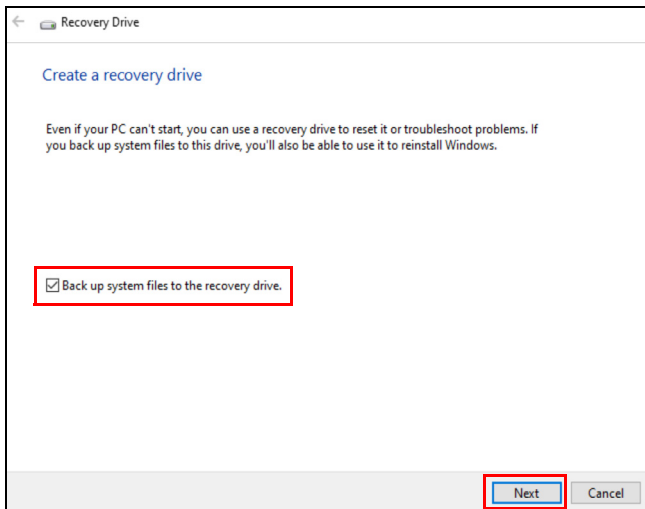 Recovery Drive
Create a recovery drive
Even if your PC can't start, you can use a recovery drive to reset it or troubleshoot problems. If
you back up system files to this drive, you'll also be able to use it to reinstall Windows.
Back up system files to the recovery drive.
Next Cancel